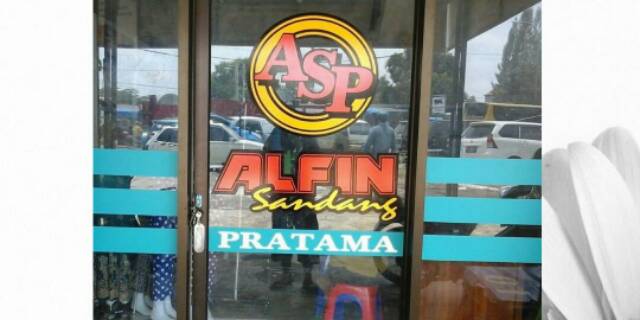 ASP
ALFIN
Sandang
PRATAMA